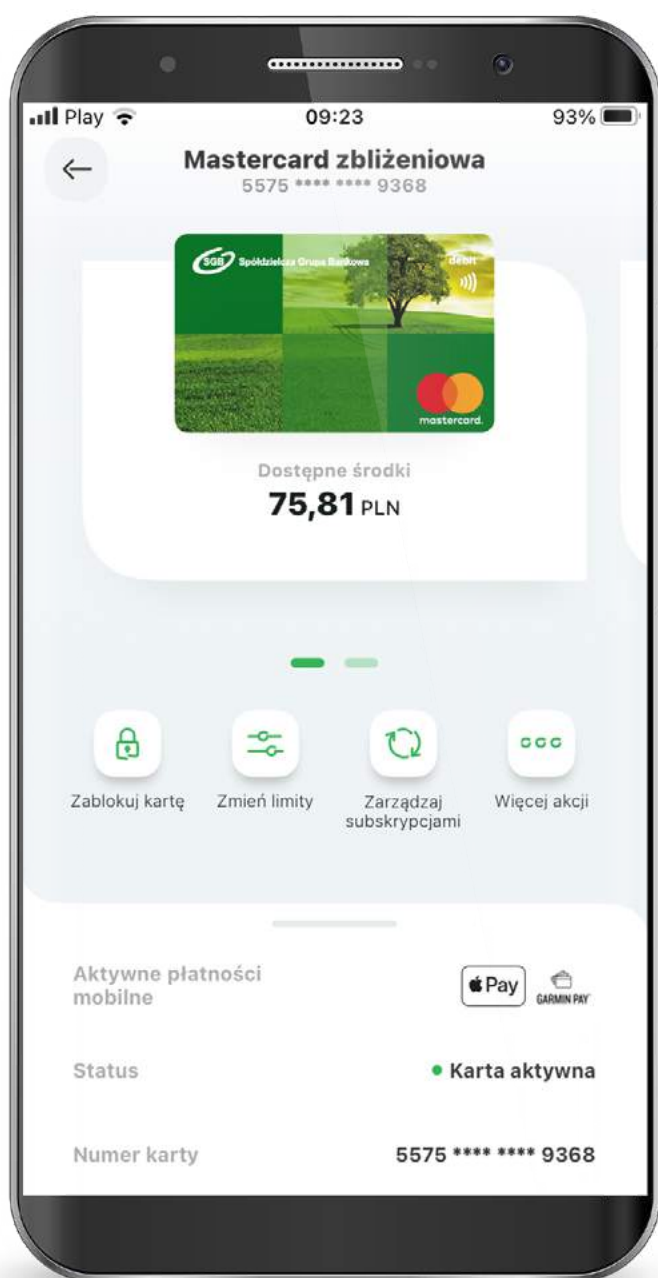 Play
09:23
93%
Mastercard zbliżeniowa
5575 **** **** 9368
SGB Spółdzielcza Grupa Bankowa
debit
mastercard.
Dostępne środki
75,81 PLN
Zablokuj kartę
Zmień limity
Zarządzaj
subskrypcjami
Więcej akcji
Aktywne płatności
mobilne
Pay
GARMIN PAY
Status
Karta aktywna
Numer karty
5575 **** **** 9368